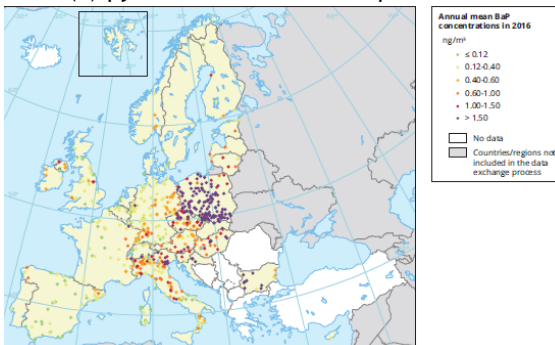 Annual mean BaP
concentrations in 2016
ng/m³
≤ 0.12
0.12-0.40
0.40-0.60
0.60-1.00
1.00-1.50
> 1.50
No data
Countries/regions not
included in the data
exchange process